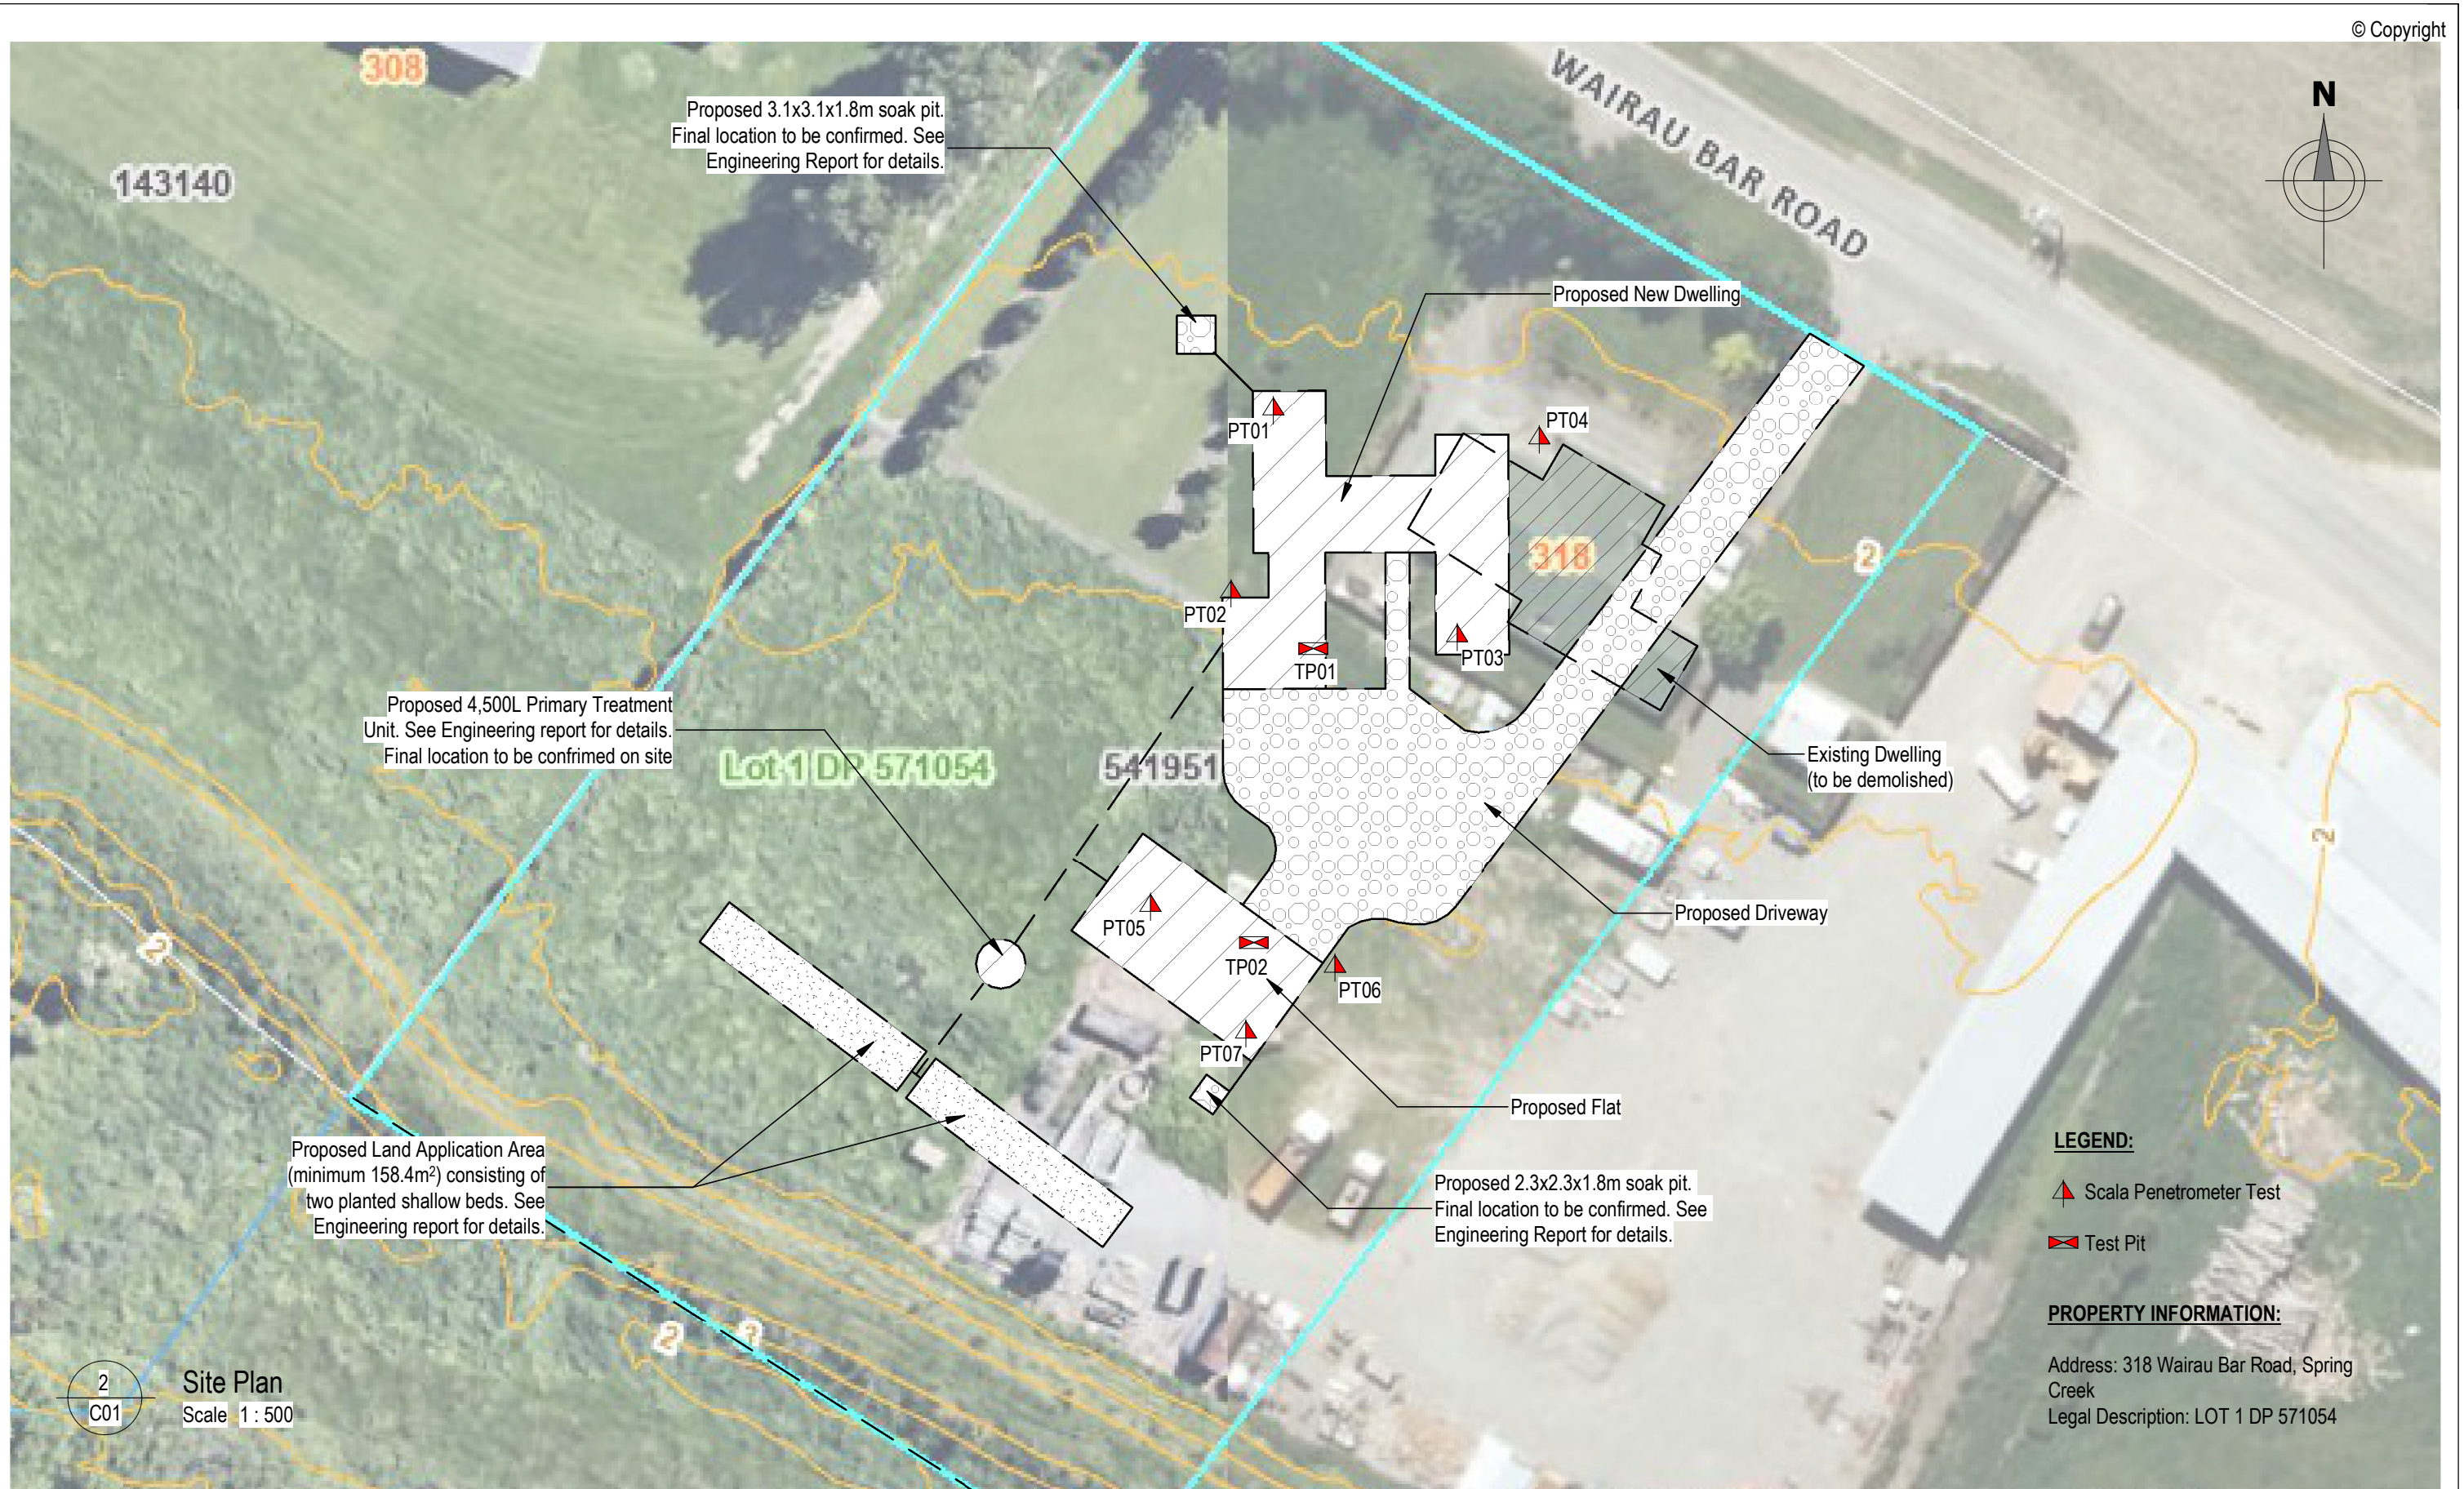 © Copyright
308
WAIRAU BAR ROAD
N
Proposed 3.1x3.1x1.8m soak pit.
Final location to be confirmed. See
Engineering Report for details.
143140
Proposed New Dwelling
PT01
PT04
318
2
PT02
TP01
PT03
Proposed 4,500L Primary Treatment
Unit. See Engineering report for details.
Final location to be confrimed on site
Lot 1 DP 571054
541951
Existing Dwelling
(to be demolished)
2
Proposed Driveway
PT05
TP02
PT06
2
PT07
Proposed Flat
Proposed Land Application Area
(minimum 158.4m²) consisting of
two planted shallow beds. See
Engineering report for details.
Proposed 2.3x2.3x1.8m soak pit.
Final location to be confirmed. See
Engineering Report for details.
LEGEND:
Scala Penetrometer Test
Test Pit
PROPERTY INFORMATION:
Address: 318 Wairau Bar Road, Spring
Creek
Legal Description: LOT 1 DP 571054
2
2
C01
Site Plan
Scale 1 : 500